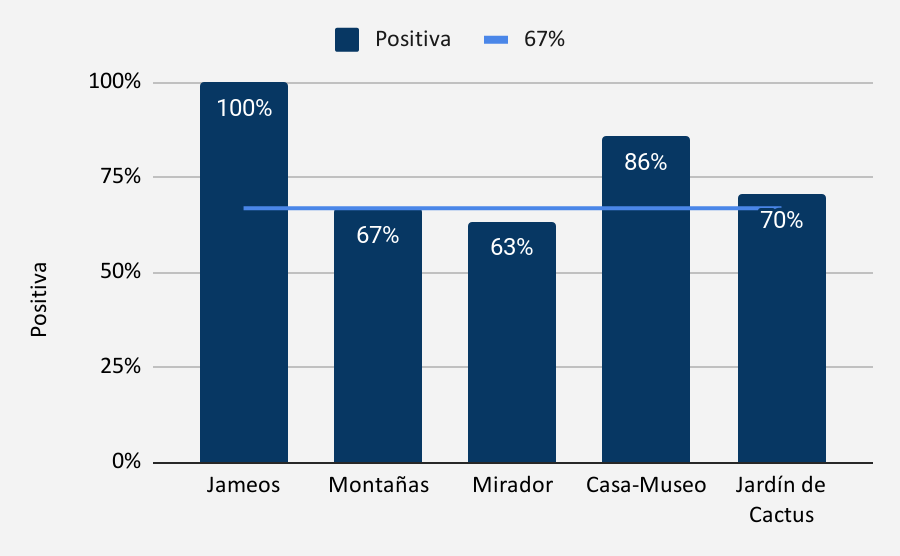 Positiva 67%
100%
75%
50%
25%
0%
Positiva
100%
67%
63%
86%
70%
Jameos
Montañas
Mirador
Casa-Museo
Jardín de
Cactus